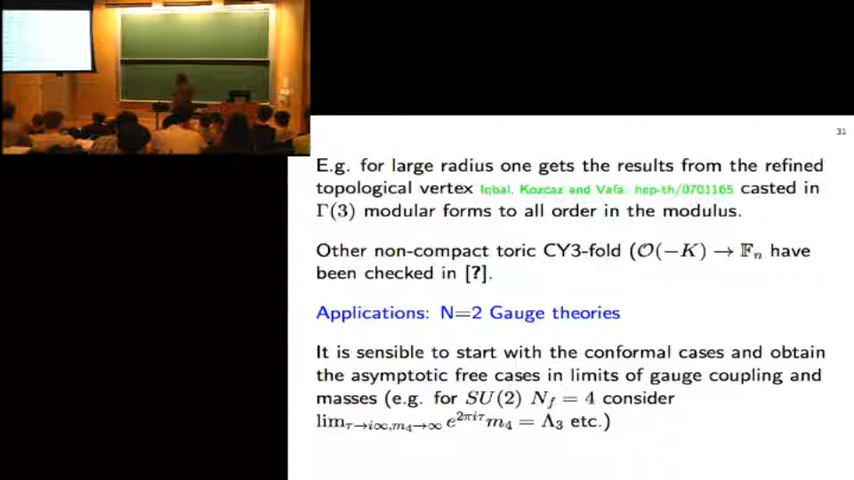 31
E.g. for large radius one gets the results from the refined
topological vertex Iqbal, Kozcaz and Vafa: hep-th/0701165 casted in
Γ(3) modular forms to all order in the modulus.
Other non-compact toric CY3-fold (𝒪(−K) → 𝔽ₙ have
been checked in [?].
Applications: N=2 Gauge theories
It is sensible to start with the conformal cases and obtain
the asymptotic free cases in limits of gauge coupling and
masses (e.g. for SU(2) N_f = 4 consider
lim_{τ→i∞,m₄→∞} e^{2πiτ} m₄ = Λ₃ etc.)